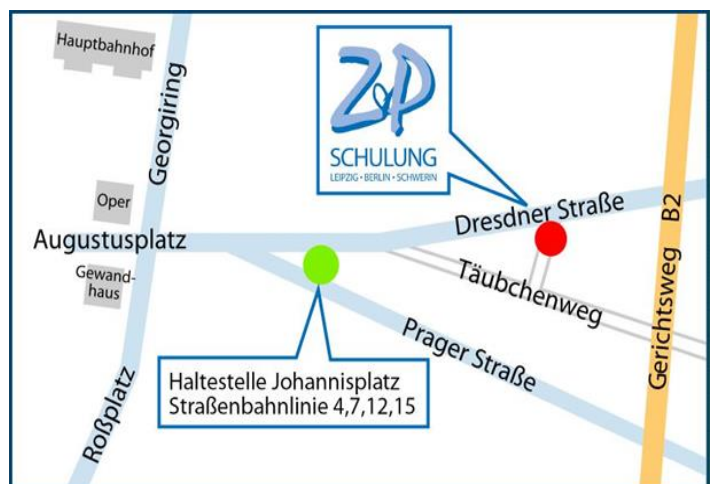 Hauptbahnhof
Georgiring
Z&P
SCHULUNG
LEIPZIG • BERLIN • SCHWERIN
Oper
Augustusplatz
Gewand-
haus
Dresdner Straße
Täubchenweg
Prager Straße
Gerichtsweg B2
Haltestelle Johannisplatz
Straßenbahnlinie 4,7,12,15
Roßplatz